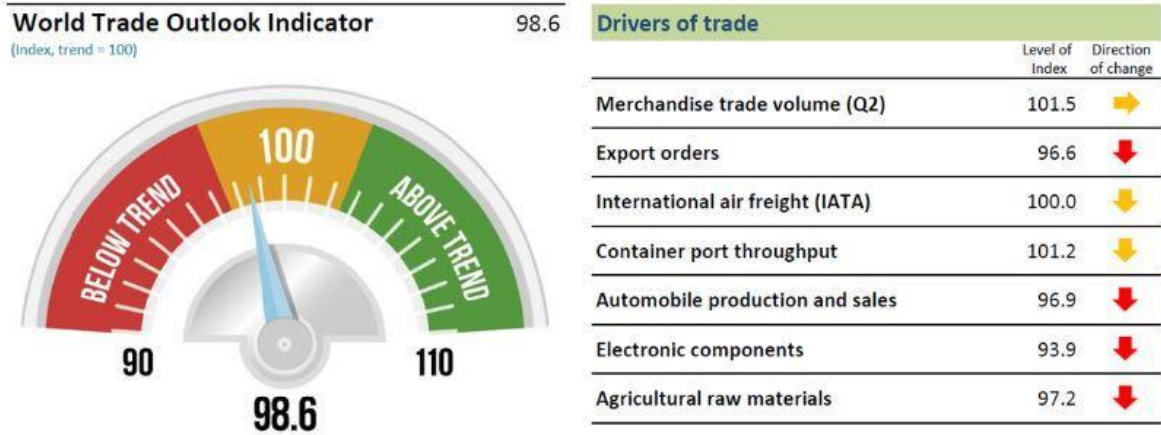 World Trade Outlook Indicator 98.6
(Index, trend = 100)
BELOW TREND
100
ABOVE TREND
90
110
98.6
Drivers of trade
Level of Index
Direction of change
Merchandise trade volume (Q2) 101.5
Export orders 96.6
International air freight (IATA) 100.0
Container port throughput 101.2
Automobile production and sales 96.9
Electronic components 93.9
Agricultural raw materials 97.2